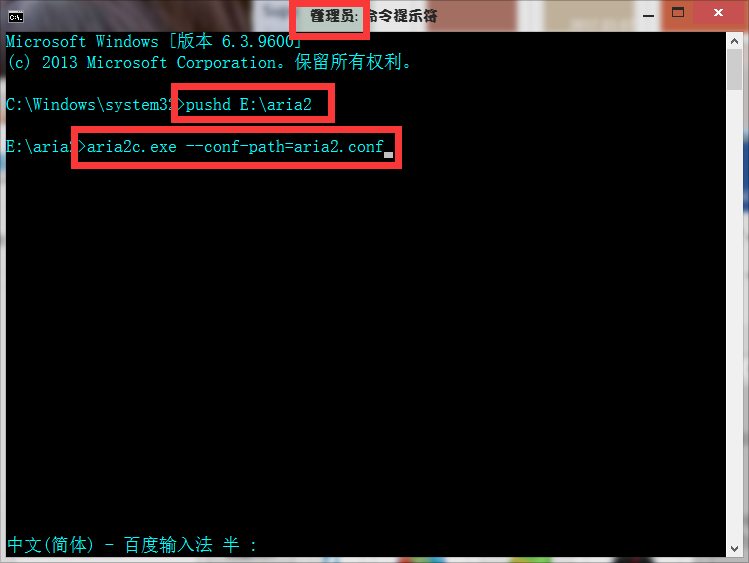 管理员: 命令提示符
Microsoft Windows [版本 6.3.9600]
(c) 2013 Microsoft Corporation。保留所有权利。
C:\Windows\system32>pushd E:\aria2
E:\aria2>aria2c.exe --conf-path=aria2.conf
中文(简体) - 百度输入法 半 :